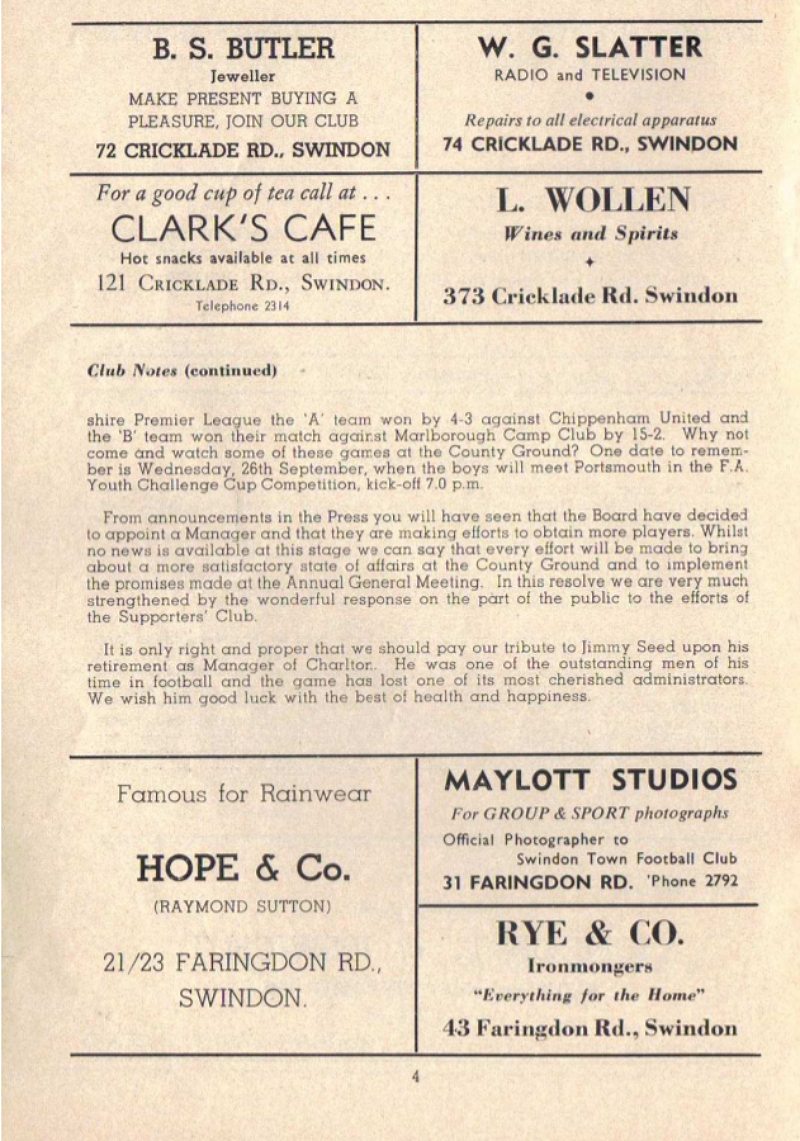 B. S. BUTLER
Jeweller
MAKE PRESENT BUYING A
PLEASURE, JOIN OUR CLUB
72 CRICKLADE RD., SWINDON
W. G. SLATTER
RADIO and TELEVISION
•
Repairs to all electrical apparatus
74 CRICKLADE RD., SWINDON
For a good cup of tea call at . . .
CLARK'S CAFE
Hot snacks available at all times
121 CRICKLADE RD., SWINDON.
Telephone 2314
L. WOLLEN
Wines and Spirits
✦
373 Cricklade Rd. Swindon
Club Notes (continued)
shire Premier League the 'A' team won by 4-3 against Chippenham United and
the 'B' team won their match against Marlborough Camp Club by 15-2. Why not
come and watch some of these games at the County Ground? One date to remem-
ber is Wednesday, 26th September, when the boys will meet Portsmouth in the F.A.
Youth Challenge Cup Competition, kick-off 7.0 p.m.
From announcements in the Press you will have seen that the Board have decided
to appoint a Manager and that they are making efforts to obtain more players. Whilst
no news is available at this stage we can say that every effort will be made to bring
about a more satisfactory state of affairs at the County Ground and to implement
the promises made at the Annual General Meeting. In this resolve we are very much
strengthened by the wonderful response on the part of the public to the efforts of
the Supporters' Club.
It is only right and proper that we should pay our tribute to Jimmy Seed upon his
retirement as Manager of Charlton. He was one of the outstanding men of his
time in football and the game has lost one of its most cherished administrators.
We wish him good luck with the best of health and happiness.
Famous for Rainwear
HOPE & Co.
(RAYMOND SUTTON)
21/23 FARINGDON RD.,
SWINDON.
MAYLOTT STUDIOS
For GROUP & SPORT photographs
Official Photographer to
Swindon Town Football Club
31 FARINGDON RD. 'Phone 2792
RYE & CO.
Ironmongers
"Everything for the Home"
43 Faringdon Rd., Swindon
4